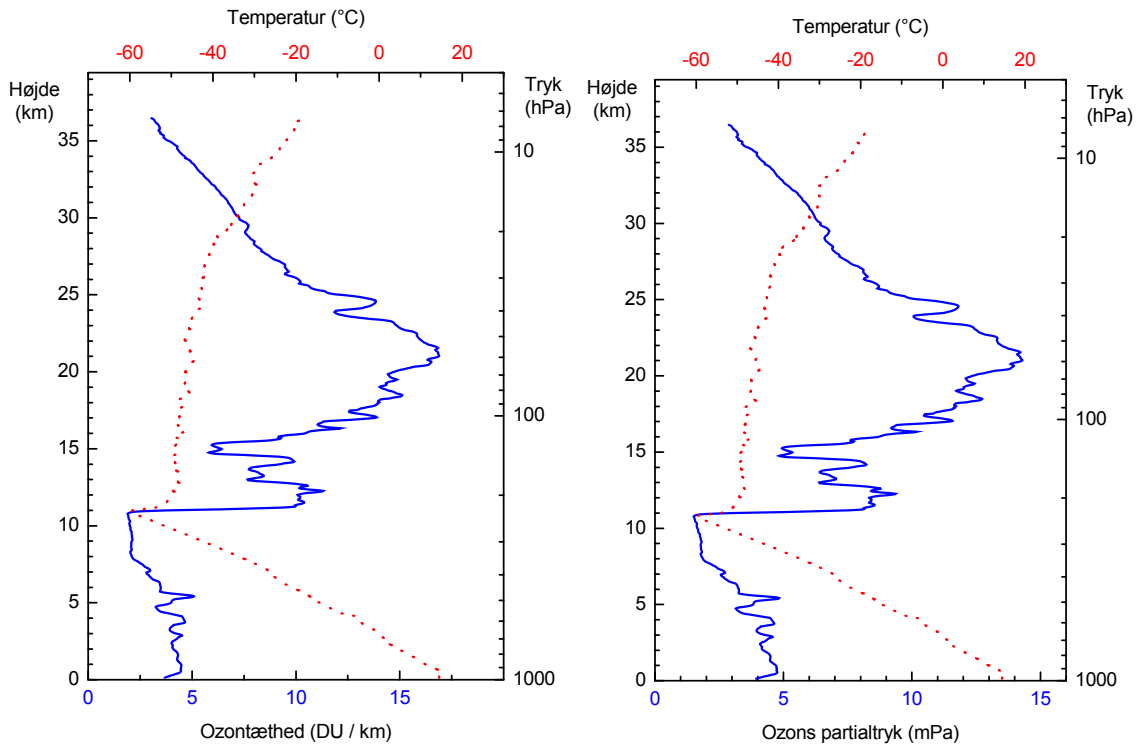 Temperatur (°C)
-60 -40 -20 0 20
Højde
(km)
Tryk
(hPa)
35
30
25
20
15
10
5
0
10
100
1000
0 5 10 15
Ozontæthed (DU / km)
Temperatur (°C)
-60 -40 -20 0 20
Højde
(km)
Tryk
(hPa)
35
30
25
20
15
10
5
0
10
100
1000
0 5 10 15
Ozons partialtryk (mPa)